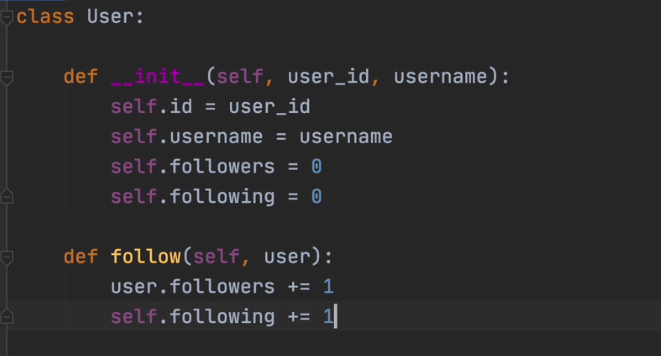 class User:
def __init__(self, user_id, username):
self.id = user_id
self.username = username
self.followers = 0
self.following = 0
def follow(self, user):
user.followers += 1
self.following += 1